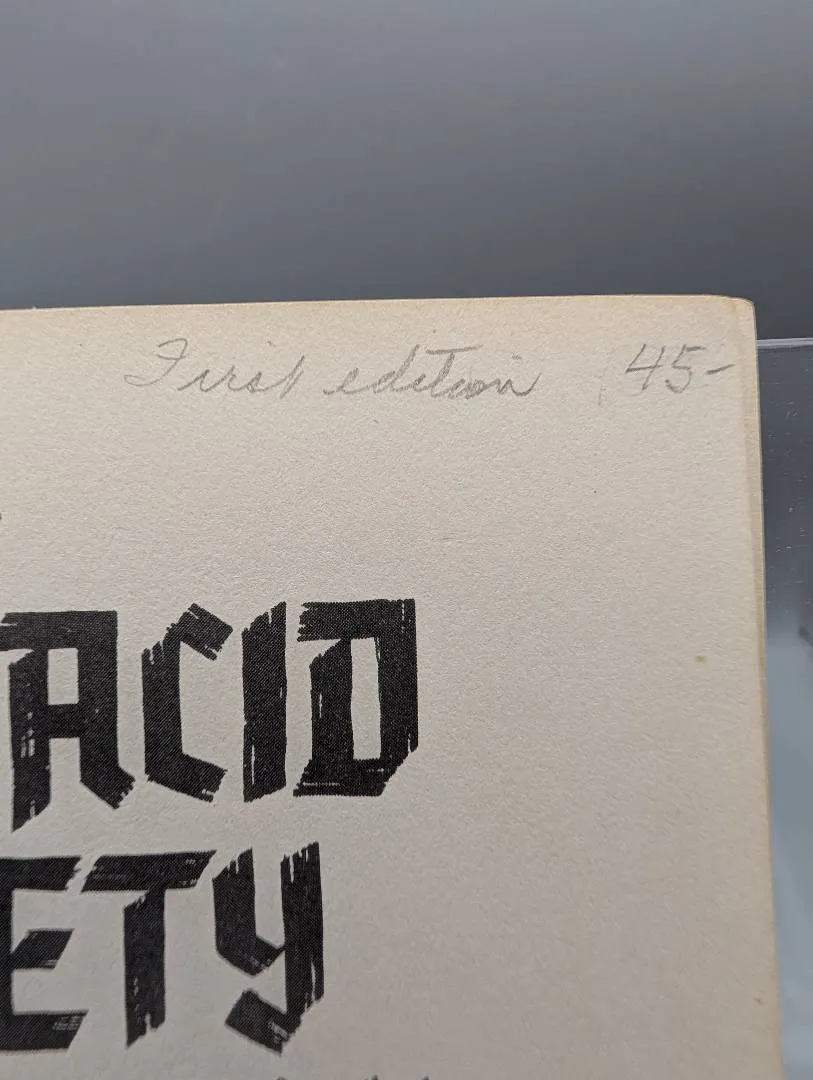 First edition 45-
ACID
ETY